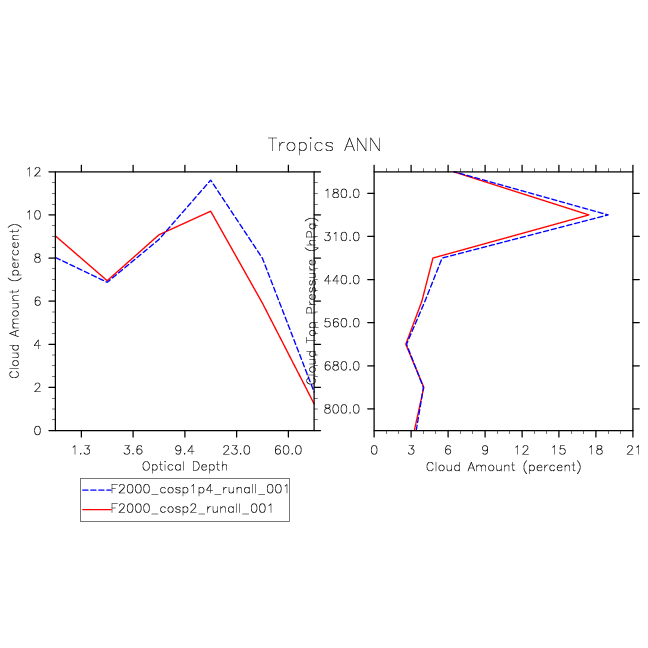 Tropics ANN
Cloud Amount (percent)
12
10
8
6
4
2
0
1.3 3.6 9.4 23.0 60.0
Optical Depth
Cloud Top Pressure (hPa)
180.0
310.0
440.0
560.0
680.0
800.0
0 3 6 9 12 15 18 21
Cloud Amount (percent)
F2000_cosp1p4_runall_001
F2000_cosp2_runall_001